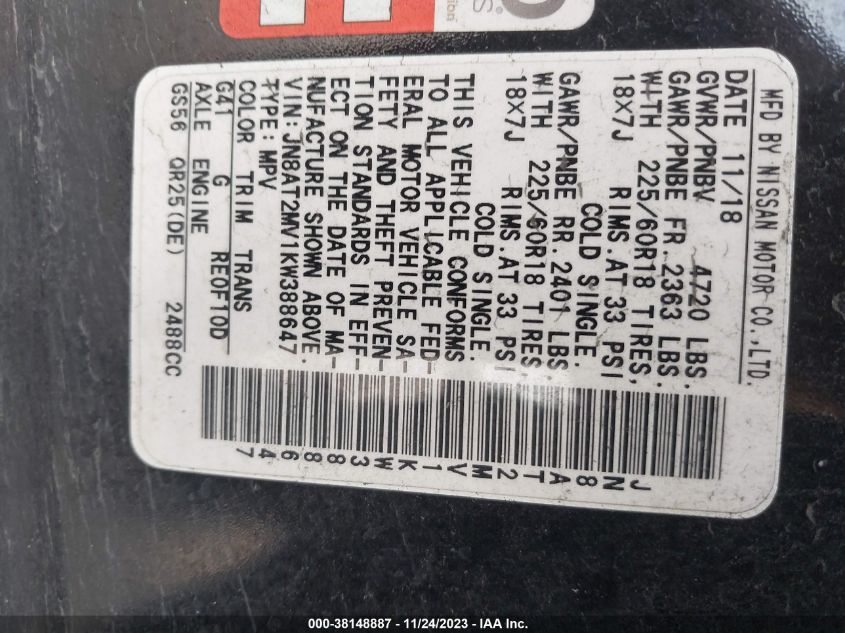 MFD BY NISSAN MOTOR CO.,LTD.
DATE 11/18
GVWR/PNBV 4720 LBS.
GAWR/PNBE FR. 2363 LBS.
WITH 225/60R18 TIRES,
18X7J RIMS.AT 33 PSI
COLD SINGLE.
GAWR/PNBE RR. 2401 LBS.
WITH 225/60R18 TIRES,
18X7J RIMS.AT 33 PSI
COLD SINGLE.
THIS VEHICLE CONFORMS
TO ALL APPLICABLE FED-
ERAL MOTOR VEHICLE SA-
FETY AND THEFT PREVEN-
TION STANDARDS IN EFF-
ECT ON THE DATE OF MA-
NUFACTURE SHOWN ABOVE.
VIN:JN8AT2MV1KW388647
TYPE:MPV
COLOR TRIM TRANS
G41 G RE0F10D
AXLE ENGINE
GS56 QR25(DE) 2488CC
JN8AT2MV1KW388647
000-38148887 - 11/24/2023 - IAA Inc.